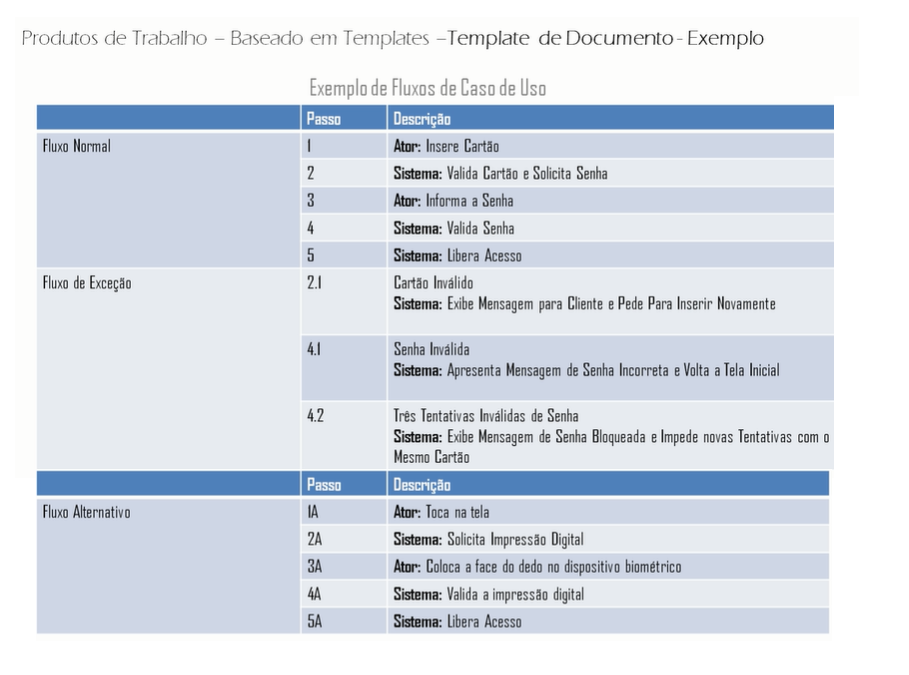 Produtos de Trabalho – Baseado em Templates –Template de Documento - Exemplo
Exemplo de Fluxos de Caso de Uso
Passo Descrição
Fluxo Normal 1 Ator: Insere Cartão
2 Sistema: Valida Cartão e Solicita Senha
3 Ator: Informa a Senha
4 Sistema: Valida Senha
5 Sistema: Libera Acesso
Fluxo de Exceção 2.1 Cartão Inválido
Sistema: Exibe Mensagem para Cliente e Pede Para Inserir Novamente
4.1 Senha Inválida
Sistema: Apresenta Mensagem de Senha Incorreta e Volta a Tela Inicial
4.2 Três Tentativas Inválidas de Senha
Sistema: Exibe Mensagem de Senha Bloqueada e Impede novas Tentativas com o
Mesmo Cartão
Passo Descrição
Fluxo Alternativo 1A Ator: Toca na tela
2A Sistema: Solicita Impressão Digital
3A Ator: Coloca a face do dedo no dispositivo biométrico
4A Sistema: Valida a impressão digital
5A Sistema: Libera Acesso